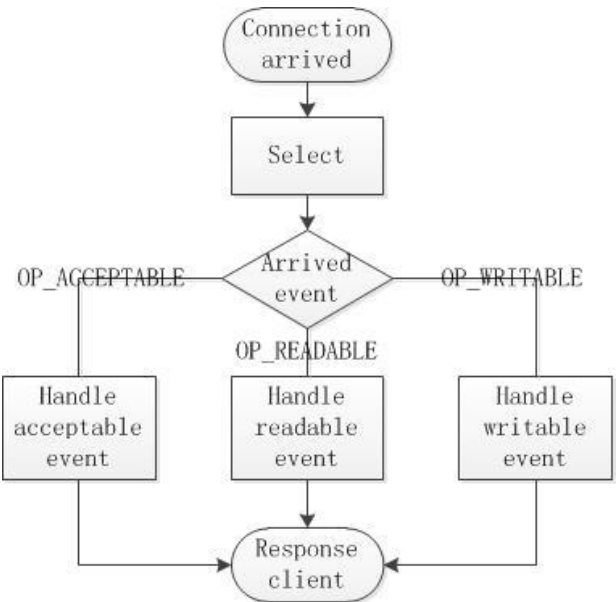 Connection
arrived
Select
Arrived
event
OP_ACCEPTABLE
OP_WRITABLE
OP_READABLE
Handle
acceptable
event
Handle
readable
event
Handle
writable
event
Response
client